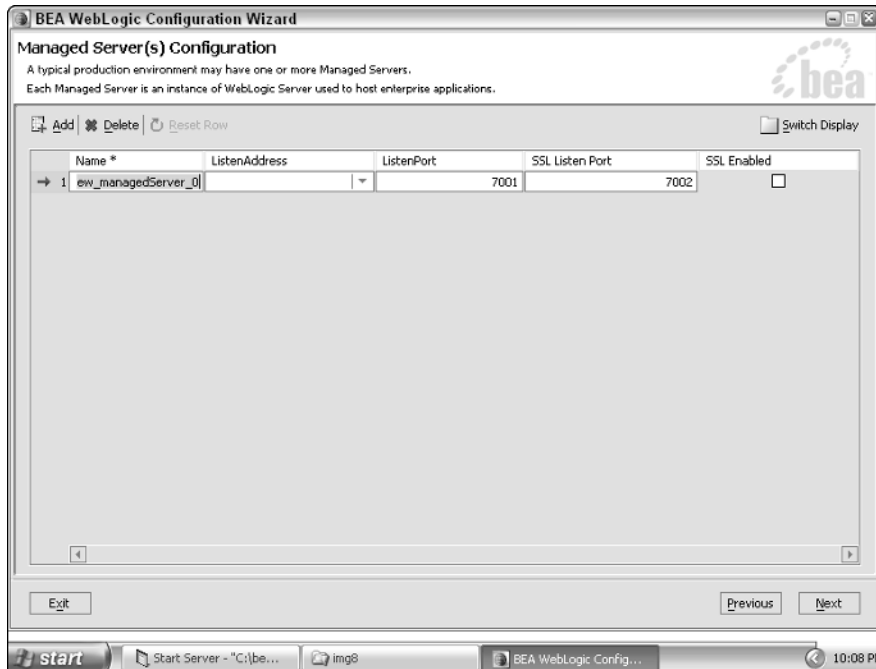 BEA WebLogic Configuration Wizard
Managed Server(s) Configuration
A typical production environment may have one or more Managed Servers.
Each Managed Server is an instance of WebLogic Server used to host enterprise applications.
bea
Add Delete Reset Row Switch Display
Name * ListenAddress ListenPort SSL Listen Port SSL Enabled
1 ew_managedServer_0 7001 7002
Exit Previous Next
start Start Server - "C:\be... img8 BEA WebLogic Config... 10:08 P